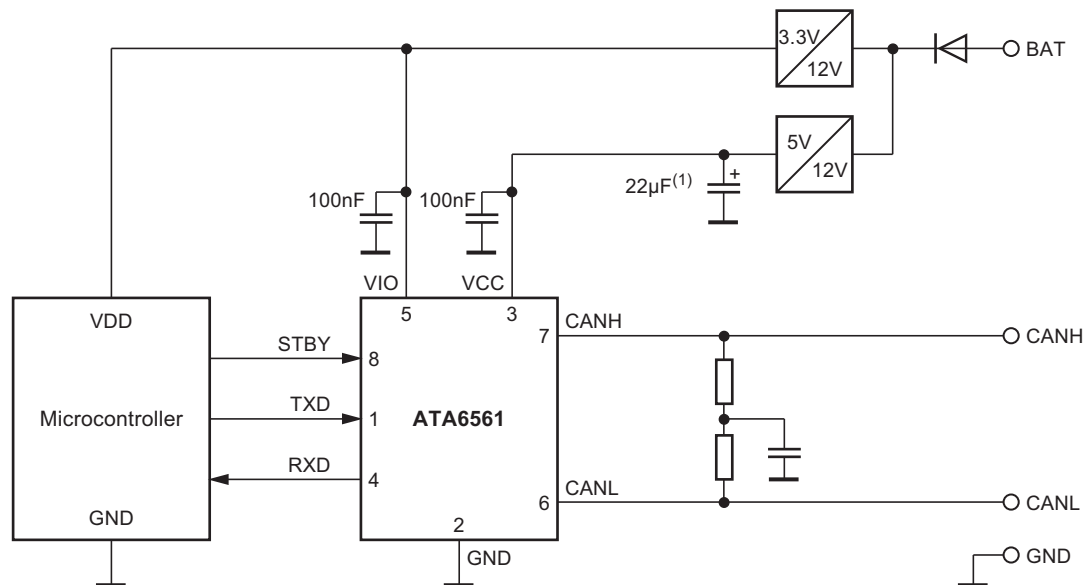 3.3V
12V
BAT
5V
12V
22µF(1)
+
100nF
100nF
VIO
VCC
5
3
VDD
CANH
7
CANH
STBY
8
Microcontroller
TXD
1
ATA6561
RXD
4
CANL
6
CANL
GND
2
GND
GND